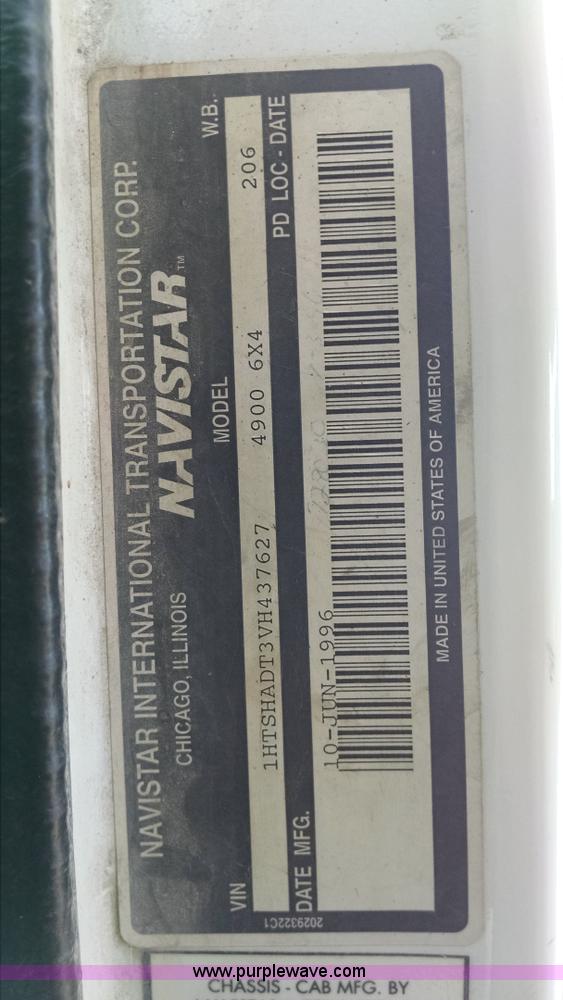 NAVISTAR INTERNATIONAL TRANSPORTATION CORP.
CHICAGO, ILLINOIS NAVISTAR™
VIN MODEL W.B.
1HTSHADT3VH437627 4900 6X4 206
DATE MFG. PD LOC - DATE
10-JUN-1996
MADE IN UNITED STATES OF AMERICA
2029322C1
www.purplewave.com
CHASSIS - CAB MFG. BY